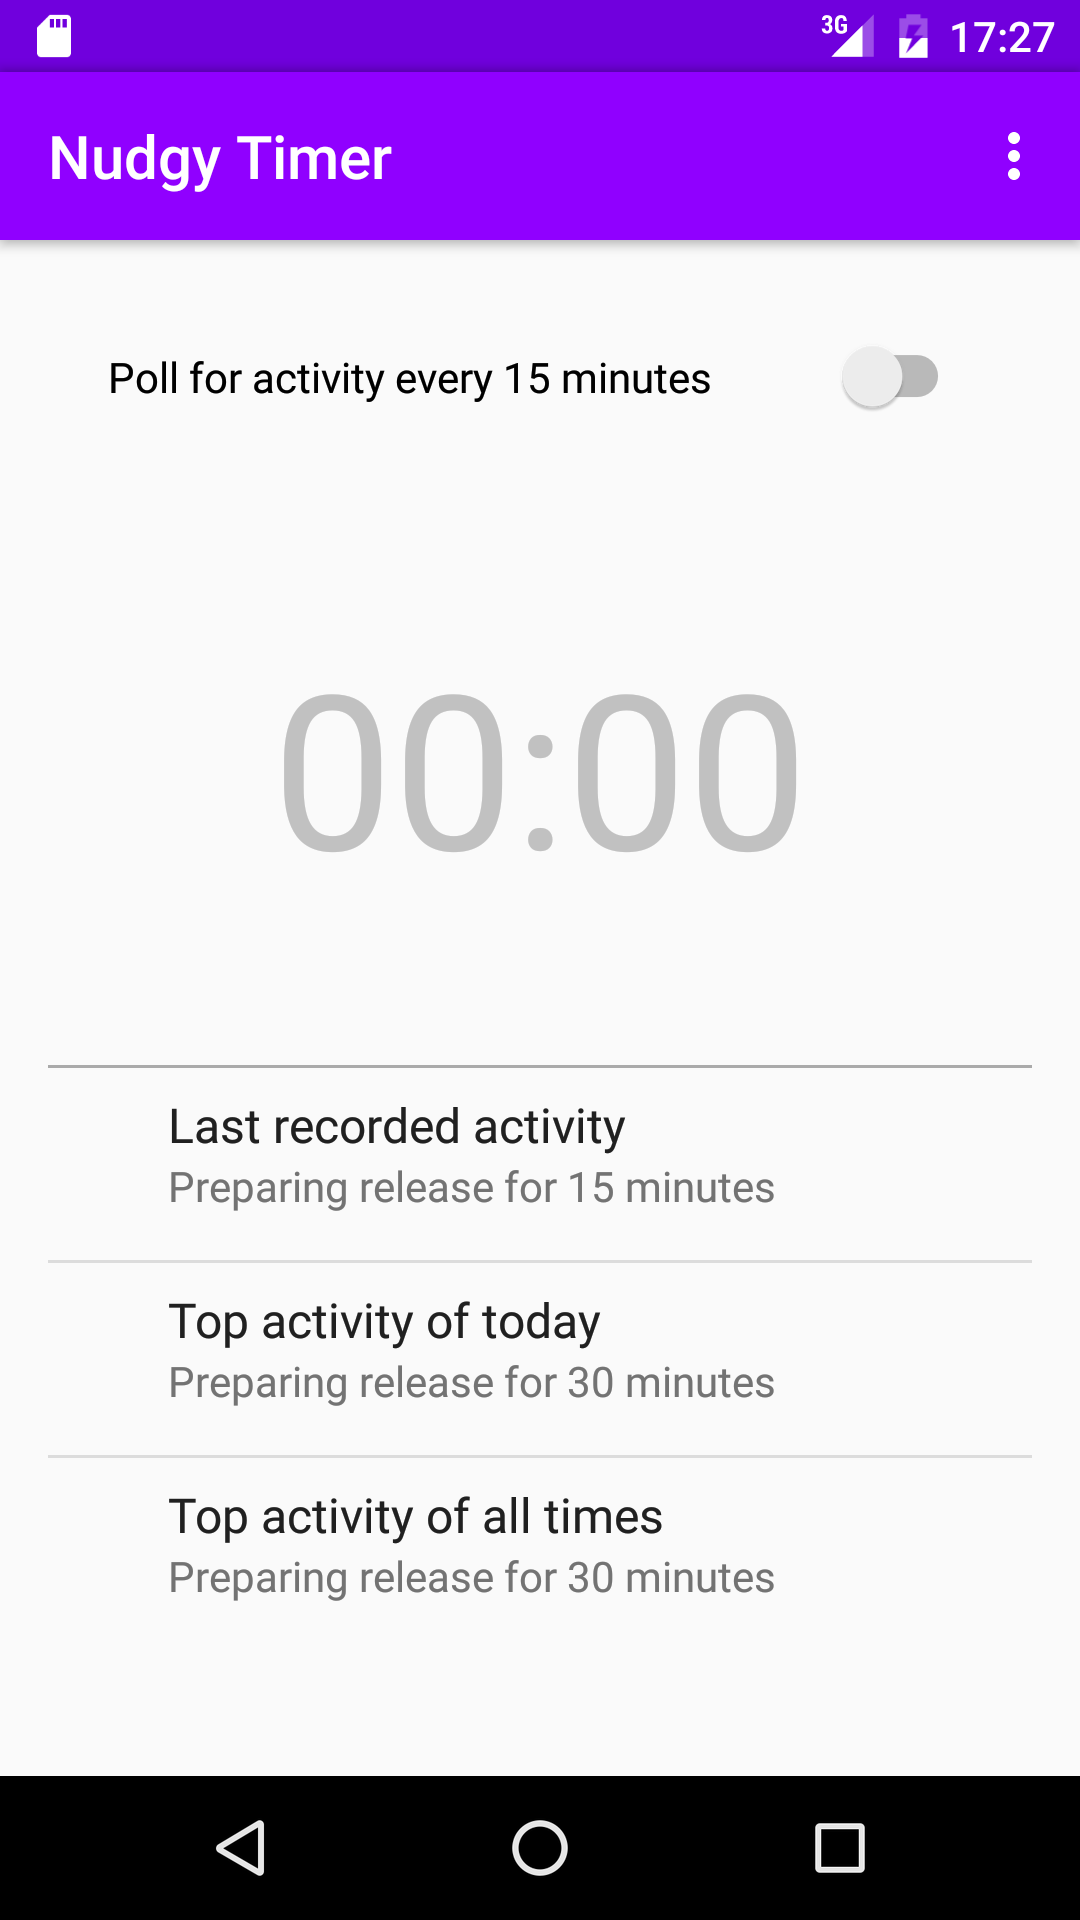 3G 17:27
Nudgy Timer
Poll for activity every 15 minutes
00:00
Last recorded activity
Preparing release for 15 minutes
Top activity of today
Preparing release for 30 minutes
Top activity of all times
Preparing release for 30 minutes